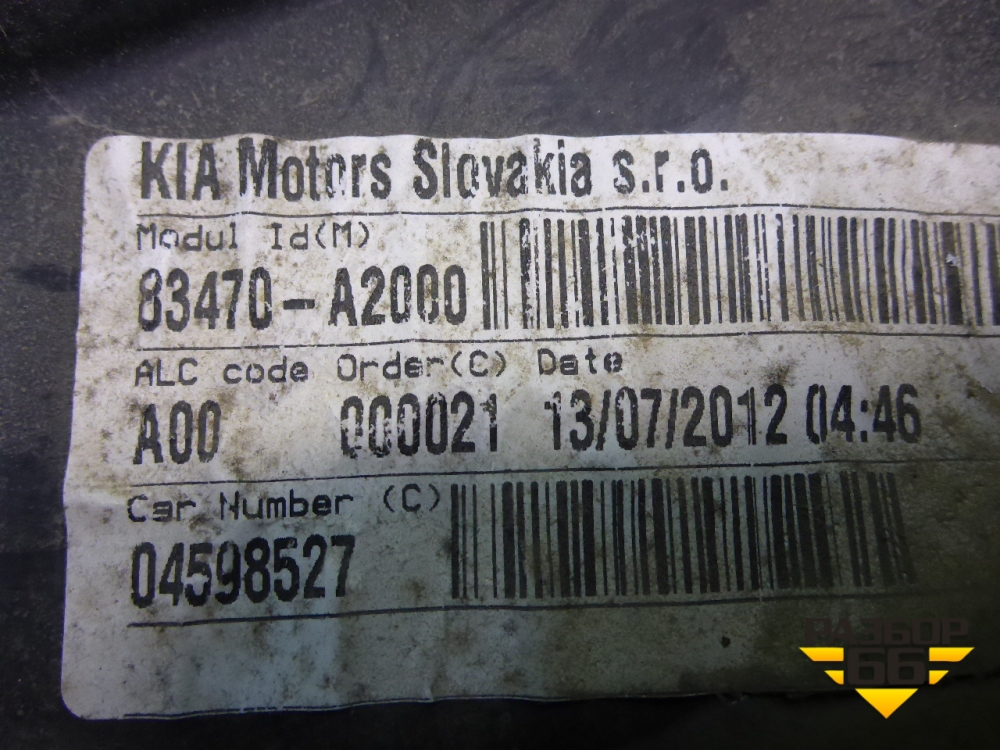 KIA Motors Slovakia s.r.o.
Modul Id(M)
83470-A2000
ALC code Order(C) Date
A00 000021 13/07/2012 04:46
Car Number (C)
04598527
РАЗБОР
66